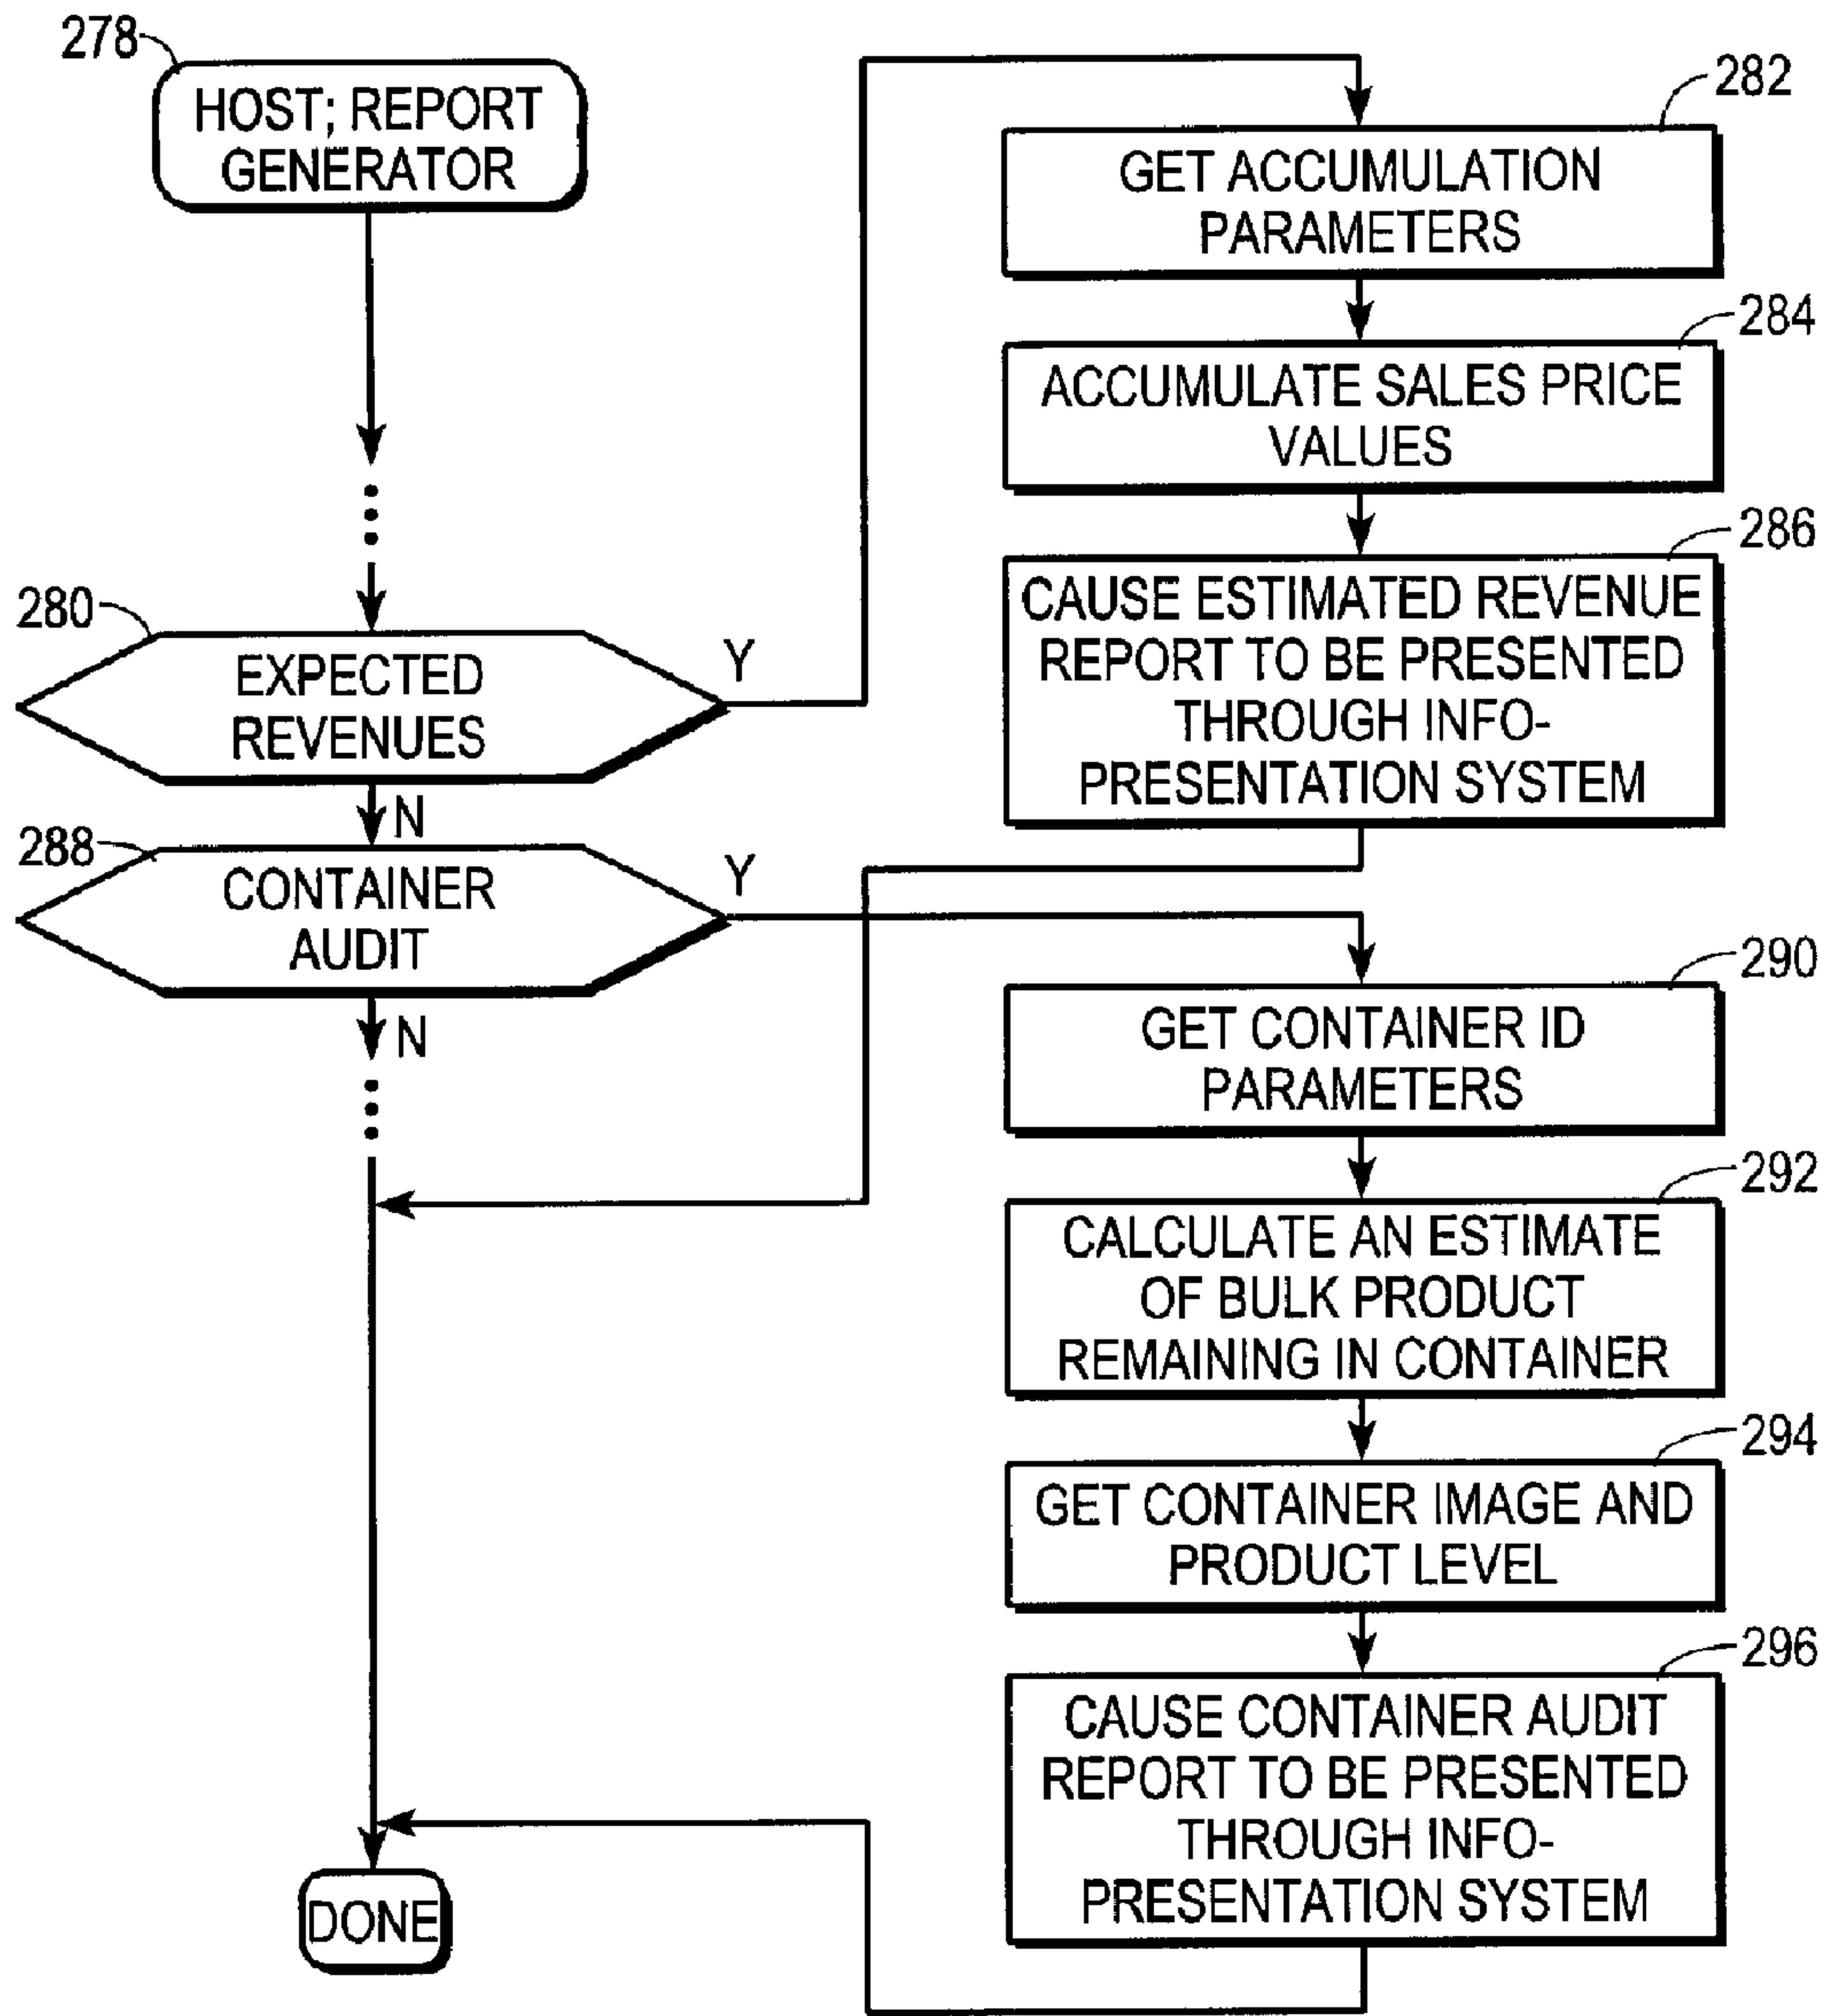 278
HOST; REPORT
GENERATOR
280
EXPECTED
REVENUES
Y
N
288
CONTAINER
AUDIT
Y
N
DONE
282
GET ACCUMULATION
PARAMETERS
284
ACCUMULATE SALES PRICE
VALUES
286
CAUSE ESTIMATED REVENUE
REPORT TO BE PRESENTED
THROUGH INFO-
PRESENTATION SYSTEM
290
GET CONTAINER ID
PARAMETERS
292
CALCULATE AN ESTIMATE
OF BULK PRODUCT
REMAINING IN CONTAINER
294
GET CONTAINER IMAGE AND
PRODUCT LEVEL
296
CAUSE CONTAINER AUDIT
REPORT TO BE PRESENTED
THROUGH INFO-
PRESENTATION SYSTEM